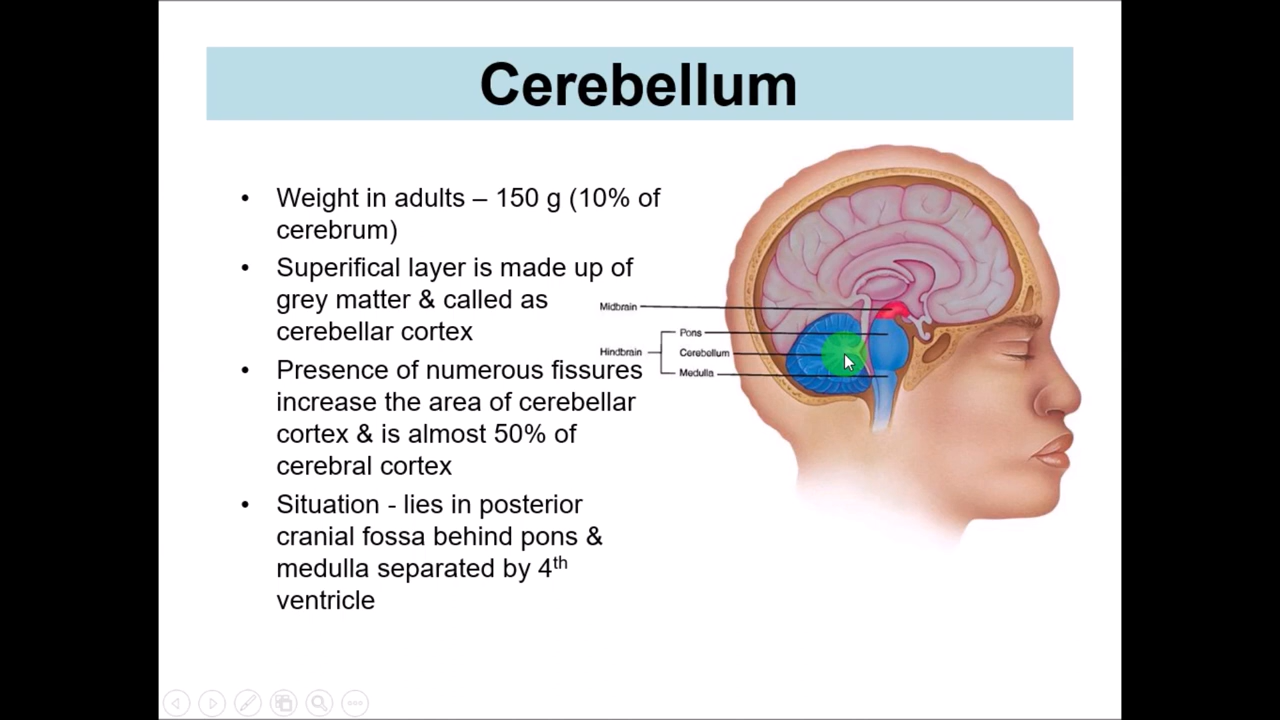 Cerebellum
• Weight in adults – 150 g (10% of
cerebrum)
• Superifical layer is made up of
grey matter & called as
cerebellar cortex
• Presence of numerous fissures
increase the area of cerebellar
cortex & is almost 50% of
cerebral cortex
• Situation - lies in posterior
cranial fossa behind pons &
medulla separated by 4th
ventricle
Midbrain
Pons
Hindbrain
Cerebellum
Medulla